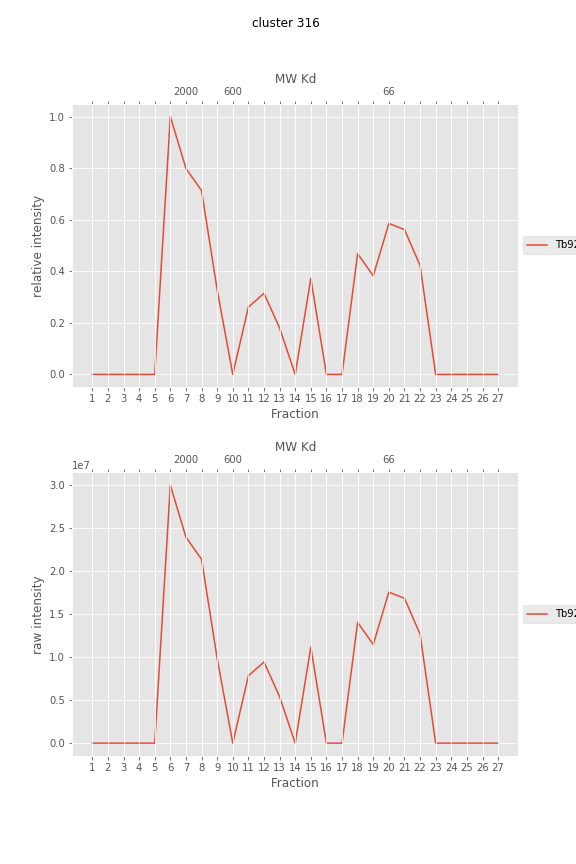 cluster 316
MW Kd
2000 600 66
1.0
0.8
0.6
0.4
0.2
0.0
relative intensity
Tb92
1 2 3 4 5 6 7 8 9 10 11 12 13 14 15 16 17 18 19 20 21 22 23 24 25 26 27
Fraction
MW Kd
2000 600 66
1e7
3.0
2.5
2.0
1.5
1.0
0.5
0.0
raw intensity
Tb92
1 2 3 4 5 6 7 8 9 10 11 12 13 14 15 16 17 18 19 20 21 22 23 24 25 26 27
Fraction